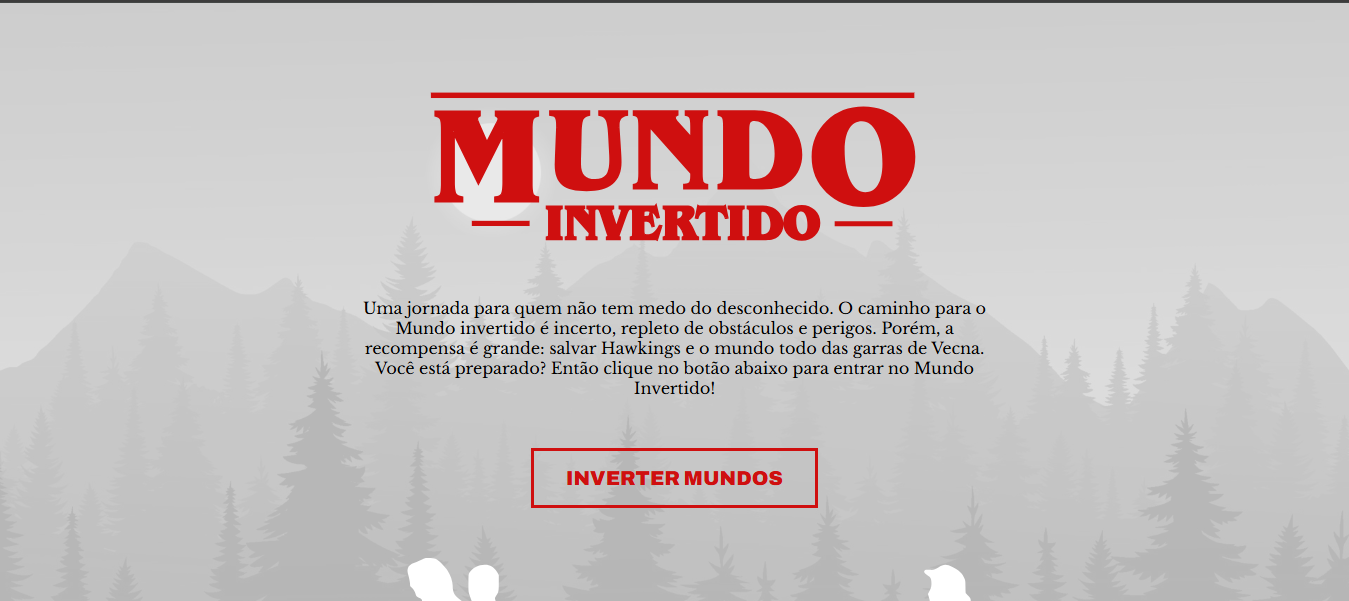 MUNDO
INVERTIDO
Uma jornada para quem não tem medo do desconhecido. O caminho para o
Mundo invertido é incerto, repleto de obstáculos e perigos. Porém, a
recompensa é grande: salvar Hawkings e o mundo todo das garras de Vecna.
Você está preparado? Então clique no botão abaixo para entrar no Mundo
Invertido!
INVERTER MUNDOS